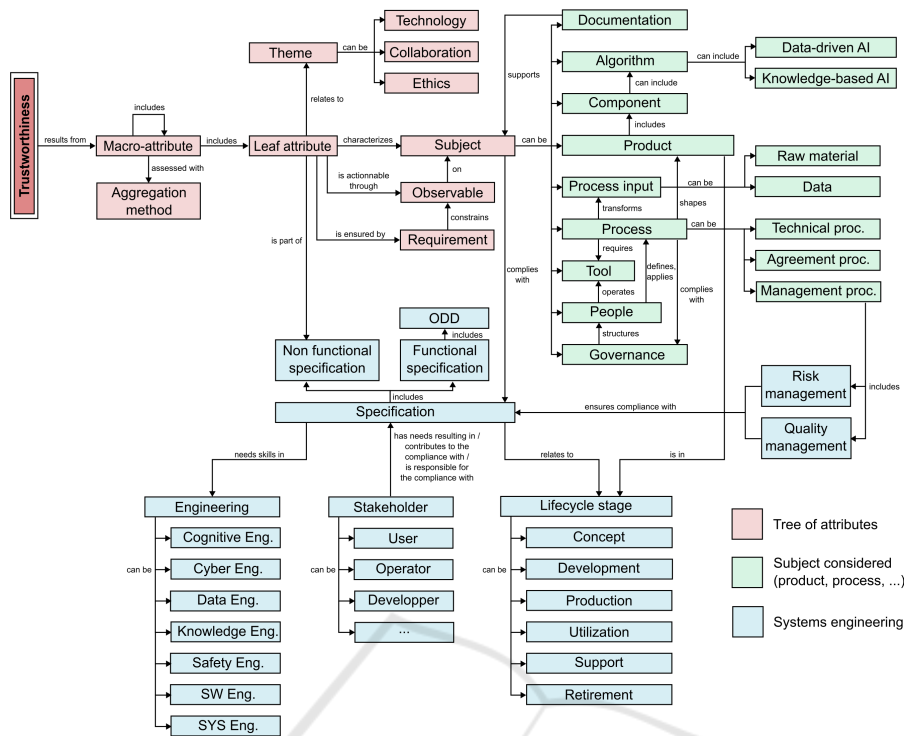 Trustworthiness
results from
includes
Macro-attribute
assessed with
Aggregation
method
includes
Theme
can be
Technology
Collaboration
Ethics
relates to
Leaf attribute
characterizes
Subject
is actionnable
through
on
Observable
constrains
is ensured by
Requirement
is part of
supports
can be
complies
with
Documentation
Algorithm
can include
Data-driven AI
Knowledge-based AI
can include
Component
includes
Product
Process input
can be
Raw material
Data
transforms
shapes
Process
can be
Technical proc.
Agreement proc.
Management proc.
requires
Tool
defines,
applies
complies
with
operates
People
structures
Governance
ODD
includes
Non functional
specification
Functional
specification
includes
Specification
ensures compliance with
Risk
management
includes
Quality
management
needs skills in
has needs resulting in /
contributes to the
compliance with /
is responsible for
the compliance with
relates to
is in
Engineering
can be
Cognitive Eng.
Cyber Eng.
Data Eng.
Knowledge Eng.
Safety Eng.
SW Eng.
SYS Eng.
Stakeholder
can be
User
Operator
Developper
...
Lifecycle stage
can be
Concept
Development
Production
Utilization
Support
Retirement
Tree of attributes
Subject considered
(product, process, ...)
Systems engineering